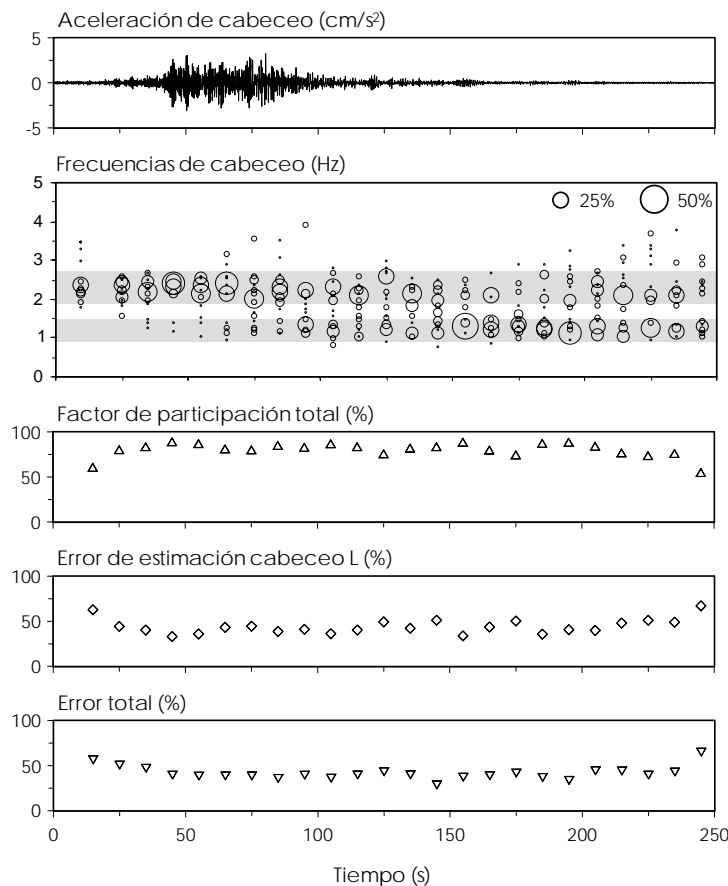 Aceleración de cabeceo (cm/s²)
5
0
-5
Frecuencias de cabeceo (Hz)
5
4
3
2
1
0
25%
50%
Factor de participación total (%)
100
50
0
Error de estimación cabeceo L (%)
100
50
0
Error total (%)
100
50
0
0 50 100 150 200 250
Tiempo (s)